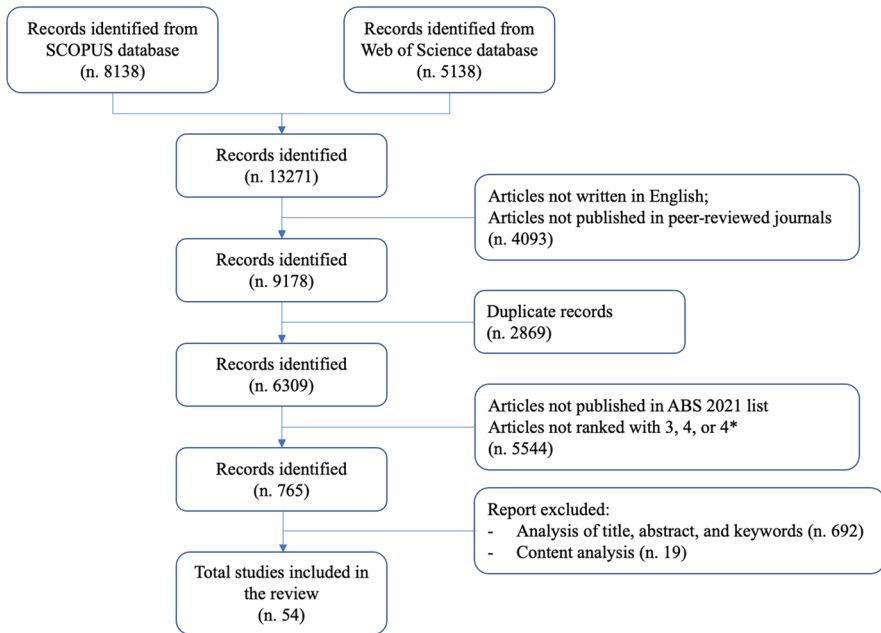 Records identified from
SCOPUS database
(n. 8138)
Records identified from
Web of Science database
(n. 5138)
Records identified
(n. 13271)
Articles not written in English;
Articles not published in peer-reviewed journals
(n. 4093)
Records identified
(n. 9178)
Duplicate records
(n. 2869)
Records identified
(n. 6309)
Articles not published in ABS 2021 list
Articles not ranked with 3, 4, or 4*
(n. 5544)
Records identified
(n. 765)
Report excluded:
- Analysis of title, abstract, and keywords (n. 692)
- Content analysis (n. 19)
Total studies included in
the review
(n. 54)